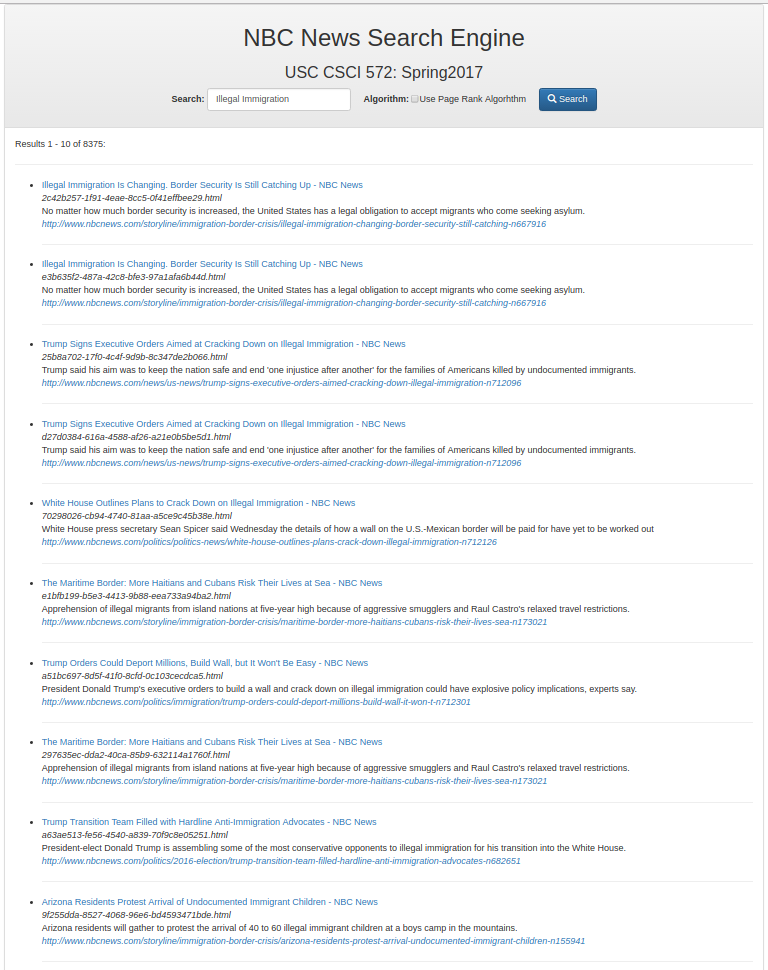 NBC News Search Engine
USC CSCI 572: Spring2017
Search: Illegal Immigration Algorithm: Use Page Rank Algorhthm Search
Results 1 - 10 of 8375:
Illegal Immigration Is Changing. Border Security Is Still Catching Up - NBC News
2c42b257-1f91-4eae-8cc5-0f41effbee29.html
No matter how much border security is increased, the United States has a legal obligation to accept migrants who come seeking asylum.
http://www.nbcnews.com/storyline/immigration-border-crisis/illegal-immigration-changing-border-security-still-catching-n667916
Illegal Immigration Is Changing. Border Security Is Still Catching Up - NBC News
e3b635f2-487a-42c8-bfe3-97a1afa6b44d.html
No matter how much border security is increased, the United States has a legal obligation to accept migrants who come seeking asylum.
http://www.nbcnews.com/storyline/immigration-border-crisis/illegal-immigration-changing-border-security-still-catching-n667916
Trump Signs Executive Orders Aimed at Cracking Down on Illegal Immigration - NBC News
25b8a702-17f0-4c4f-9d9b-8c347de2b066.html
Trump said his aim was to keep the nation safe and end 'one injustice after another' for the families of Americans killed by undocumented immigrants.
http://www.nbcnews.com/news/us-news/trump-signs-executive-orders-aimed-cracking-down-illegal-immigration-n712096
Trump Signs Executive Orders Aimed at Cracking Down on Illegal Immigration - NBC News
d27d0384-616a-4588-af26-a21e0b5be5d1.html
Trump said his aim was to keep the nation safe and end 'one injustice after another' for the families of Americans killed by undocumented immigrants.
http://www.nbcnews.com/news/us-news/trump-signs-executive-orders-aimed-cracking-down-illegal-immigration-n712096
White House Outlines Plans to Crack Down on Illegal Immigration - NBC News
70298026-cb94-4740-81aa-a5ce9c45b38e.html
White House press secretary Sean Spicer said Wednesday the details of how a wall on the U.S.-Mexican border will be paid for have yet to be worked out
http://www.nbcnews.com/politics/politics-news/white-house-outlines-plans-crack-down-illegal-immigration-n712126
The Maritime Border: More Haitians and Cubans Risk Their Lives at Sea - NBC News
e1bfb199-b5e3-4413-9b88-eea733a94ba2.html
Apprehension of illegal migrants from island nations at five-year high because of aggressive smugglers and Raul Castro's relaxed travel restrictions.
http://www.nbcnews.com/storyline/immigration-border-crisis/maritime-border-more-haitians-cubans-risk-their-lives-sea-n173021
Trump Orders Could Deport Millions, Build Wall, but It Won't Be Easy - NBC News
a51bc697-8d5f-41f0-8cfd-0c103cecdca5.html
President Donald Trump's executive orders to build a wall and crack down on illegal immigration could have explosive policy implications, experts say.
http://www.nbcnews.com/politics/immigration/trump-orders-could-deport-millions-build-wall-it-won-t-n712301
The Maritime Border: More Haitians and Cubans Risk Their Lives at Sea - NBC News
297635ec-dda2-40ca-85b9-632114a1760f.html
Apprehension of illegal migrants from island nations at five-year high because of aggressive smugglers and Raul Castro's relaxed travel restrictions.
http://www.nbcnews.com/storyline/immigration-border-crisis/maritime-border-more-haitians-cubans-risk-their-lives-sea-n173021
Trump Transition Team Filled with Hardline Anti-Immigration Advocates - NBC News
a63ae513-fe56-4540-a839-70f9c8e05251.html
President-elect Donald Trump is assembling some of the most conservative opponents to illegal immigration for his transition into the White House.
http://www.nbcnews.com/politics/2016-election/trump-transition-team-filled-hardline-anti-immigration-advocates-n682651
Arizona Residents Protest Arrival of Undocumented Immigrant Children - NBC News
9f255dda-8527-4068-96e6-bd4593471bde.html
Arizona residents will gather to protest the arrival of 40 to 60 illegal immigrant children at a boys camp in the mountains.
http://www.nbcnews.com/storyline/immigration-border-crisis/arizona-residents-protest-arrival-undocumented-immigrant-children-n155941